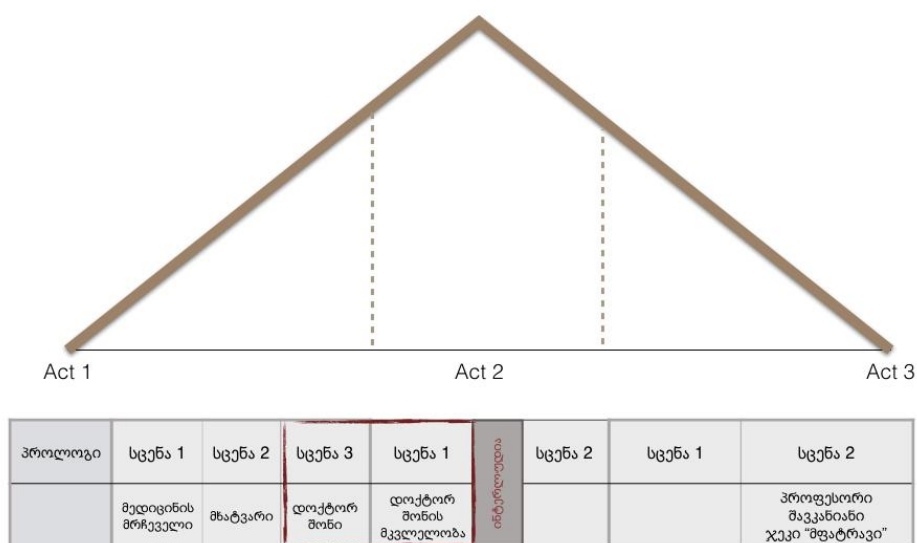 Act 1
Act 2
Act 3
პროლოგი
სცენა 1
სცენა 2
სცენა 3
სცენა 1
ინტერლუდია
სცენა 2
სცენა 1
სცენა 2
მედიცინის
მრჩეველი
მხატვარი
დოქტორ
შონი
დოქტორ
შონის
მკვლელობა
პროფესორი
შავკანიანი
ჯეკი “მფატრავი”